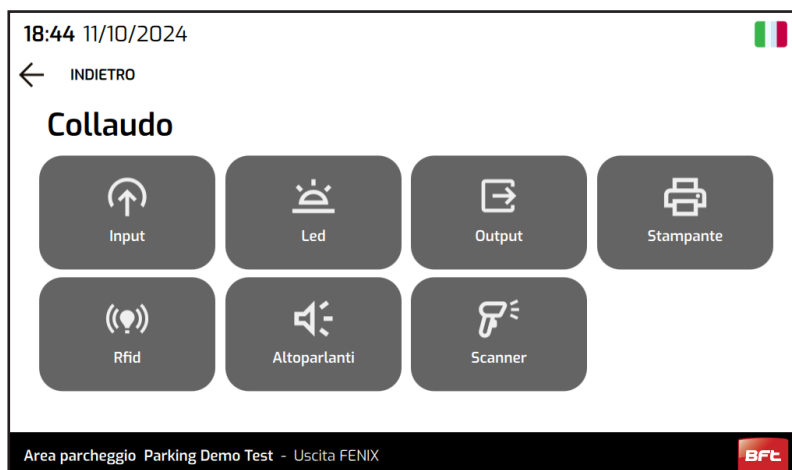 18:44 11/10/2024
INDIETRO
Collaudo
Input
Led
Output
Stampante
Rfid
Altoparlanti
Scanner
Area parcheggio Parking Demo Test - Uscita FENIX
BFt